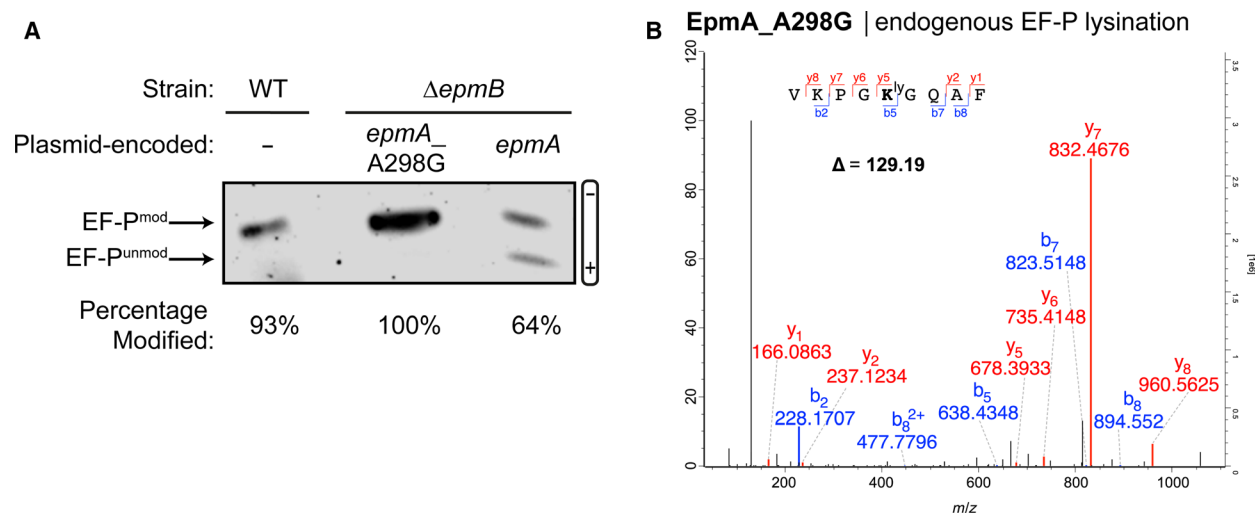 A
Strain: WT ΔepmB
Plasmid-encoded: – epmA_ A298G epmA
EF-Pmod
EF-Punmod
–
+
Percentage Modified: 93% 100% 64%
B
EpmA_A298G | endogenous EF-P lysination
y8 y7 y6 y5 y2 y1
V K P G Kly G Q A F
b2 b5 b7 b8
Δ = 129.19
y7
832.4676
b7
823.5148
y6
735.4148
y1
166.0863
y2
237.1234
y5
678.3933
y8
960.5625
b2
228.1707
b5
638.4348
b8
894.552
b8 2+
477.7796
120
100
80
60
40
20
0
3.5
3
2.5
2
1.5
1
0.5
0
[1e6]
200 400 600 800 1000
m/z